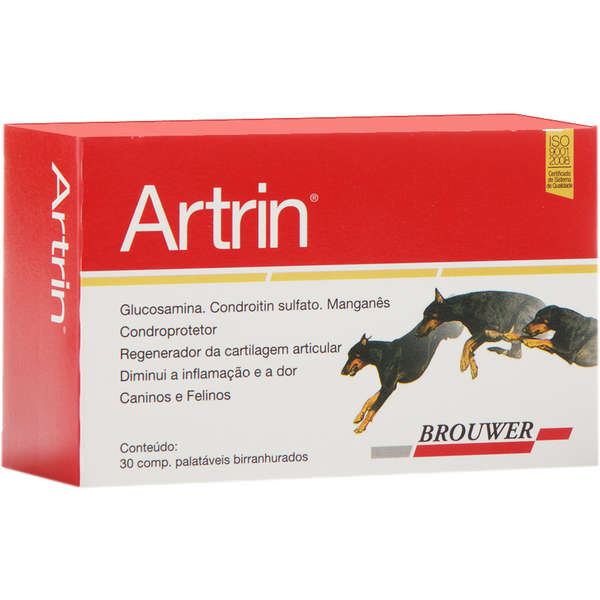 Artrin
Artrin®
ISO
9001
2008
Certificado
de Sistema
de Qualidade
Glucosamina. Condroitin sulfato. Manganês
Condroprotetor
Regenerador da cartilagem articular
Diminui a inflamação e a dor
Caninos e Felinos
Conteúdo:
30 comp. palatáveis birranhurados
BROUWER